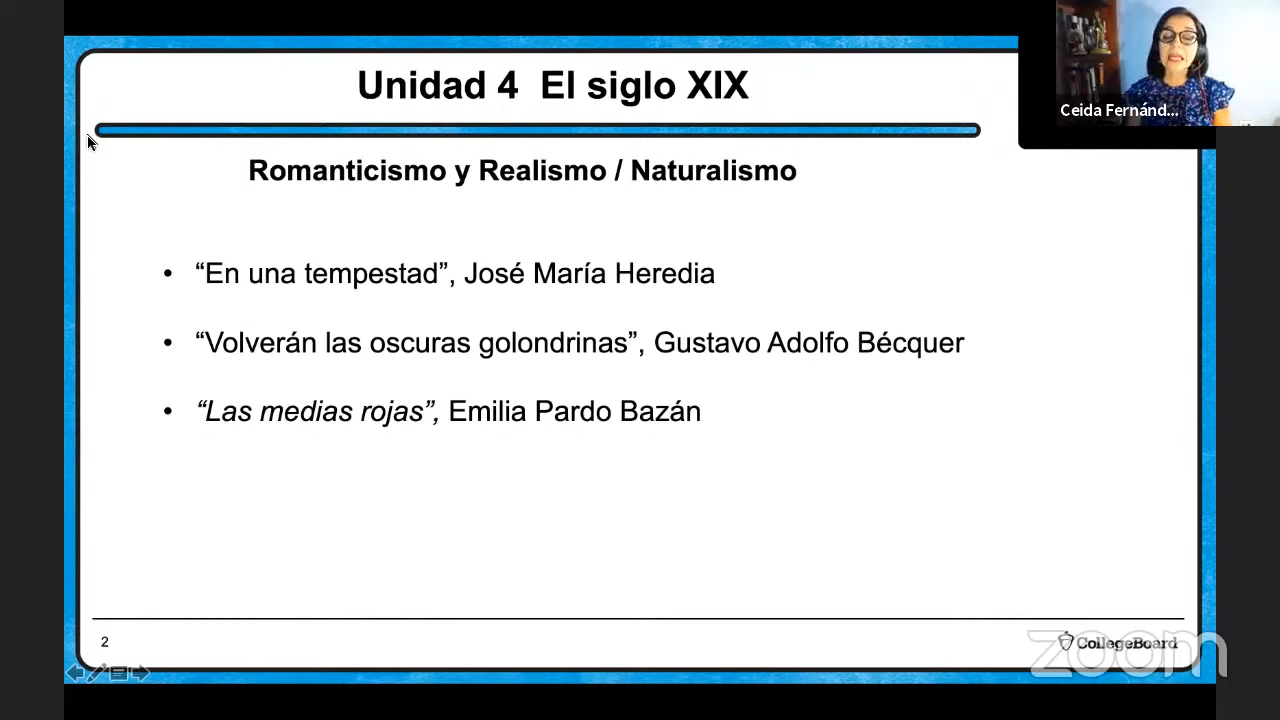 Unidad 4 El siglo XIX
Ceida Fernánd...
Romanticismo y Realismo / Naturalismo
• “En una tempestad”, José María Heredia
• “Volverán las oscuras golondrinas”, Gustavo Adolfo Bécquer
• “Las medias rojas”, Emilia Pardo Bazán
2
CollegeBoard
zoom